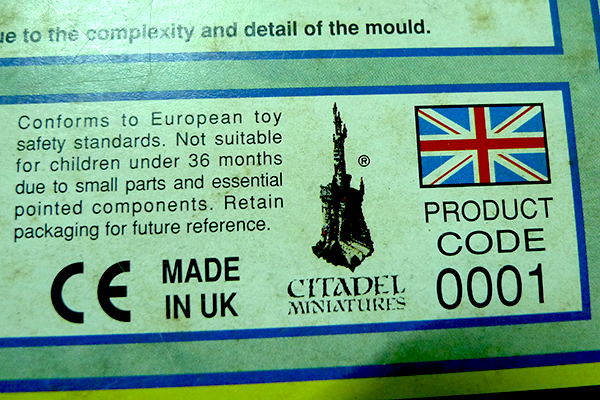 to the complexity and detail of the mould.
Conforms to European toy
safety standards. Not suitable
for children under 36 months
due to small parts and essential
pointed components. Retain
packaging for future reference.
CE MADE
IN UK
®
CITADEL
MINIATURES
PRODUCT
CODE
0001